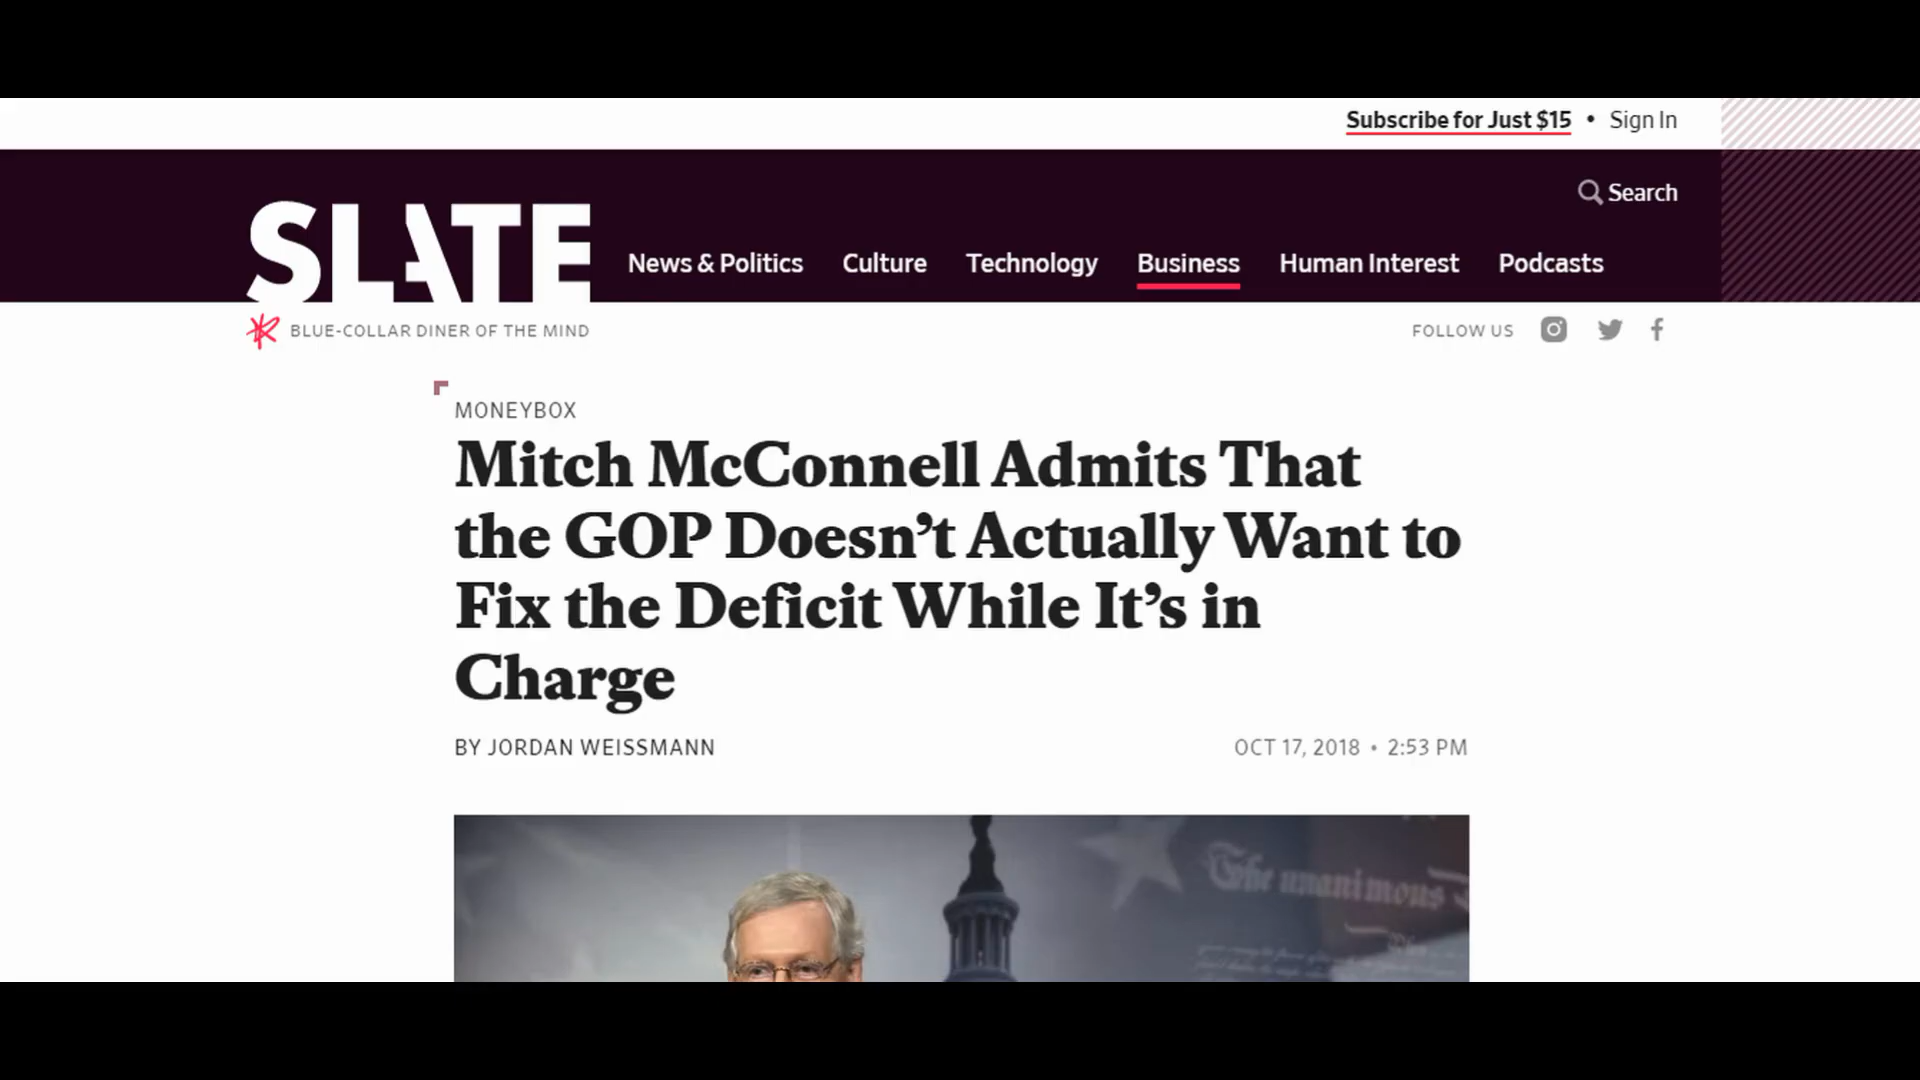 Subscribe for Just $15 • Sign In
Search
SLATE
News & Politics Culture Technology Business Human Interest Podcasts
BLUE-COLLAR DINER OF THE MIND
FOLLOW US
MONEYBOX
Mitch McConnell Admits That
the GOP Doesn’t Actually Want to
Fix the Deficit While It’s in
Charge
BY JORDAN WEISSMANN
OCT 17, 2018 • 2:53 PM
The unanimous